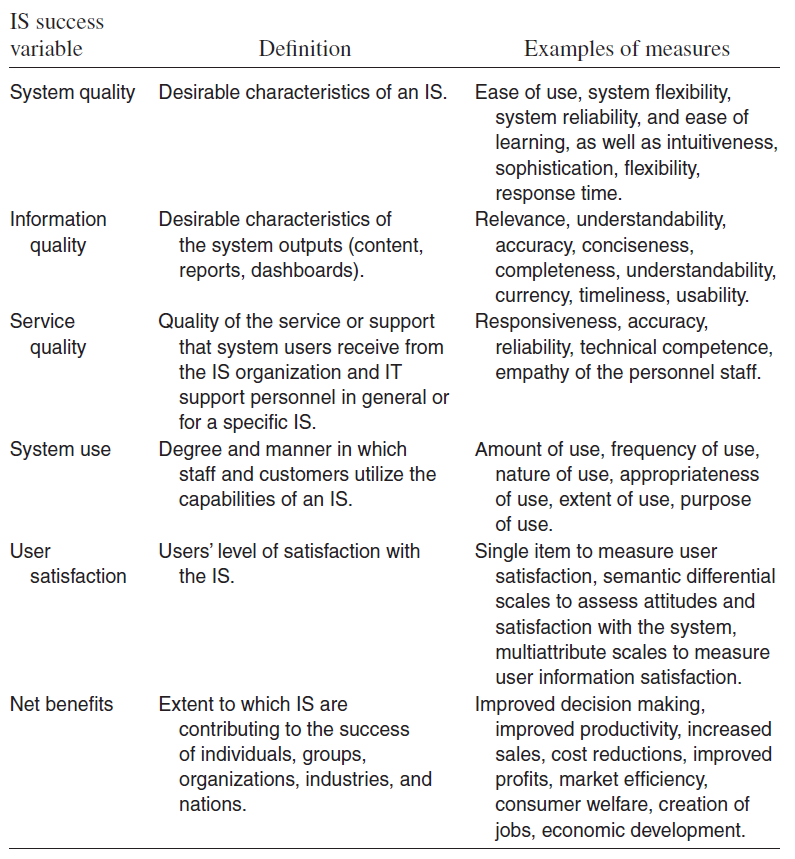 IS success
variable Definition Examples of measures
System quality Desirable characteristics of an IS. Ease of use, system flexibility,
system reliability, and ease of
learning, as well as intuitiveness,
sophistication, flexibility,
response time.
Information Desirable characteristics of Relevance, understandability,
quality the system outputs (content, accuracy, conciseness,
reports, dashboards). completeness, understandability,
currency, timeliness, usability.
Service Quality of the service or support Responsiveness, accuracy,
quality that system users receive from reliability, technical competence,
the IS organization and IT empathy of the personnel staff.
support personnel in general or
for a specific IS.
System use Degree and manner in which Amount of use, frequency of use,
staff and customers utilize the nature of use, appropriateness
capabilities of an IS. of use, extent of use, purpose
of use.
User Users’ level of satisfaction with Single item to measure user
satisfaction the IS. satisfaction, semantic differential
scales to assess attitudes and
satisfaction with the system,
multiattribute scales to measure
user information satisfaction.
Net benefits Extent to which IS are Improved decision making,
contributing to the success improved productivity, increased
of individuals, groups, sales, cost reductions, improved
organizations, industries, and profits, market efficiency,
nations. consumer welfare, creation of
jobs, economic development.